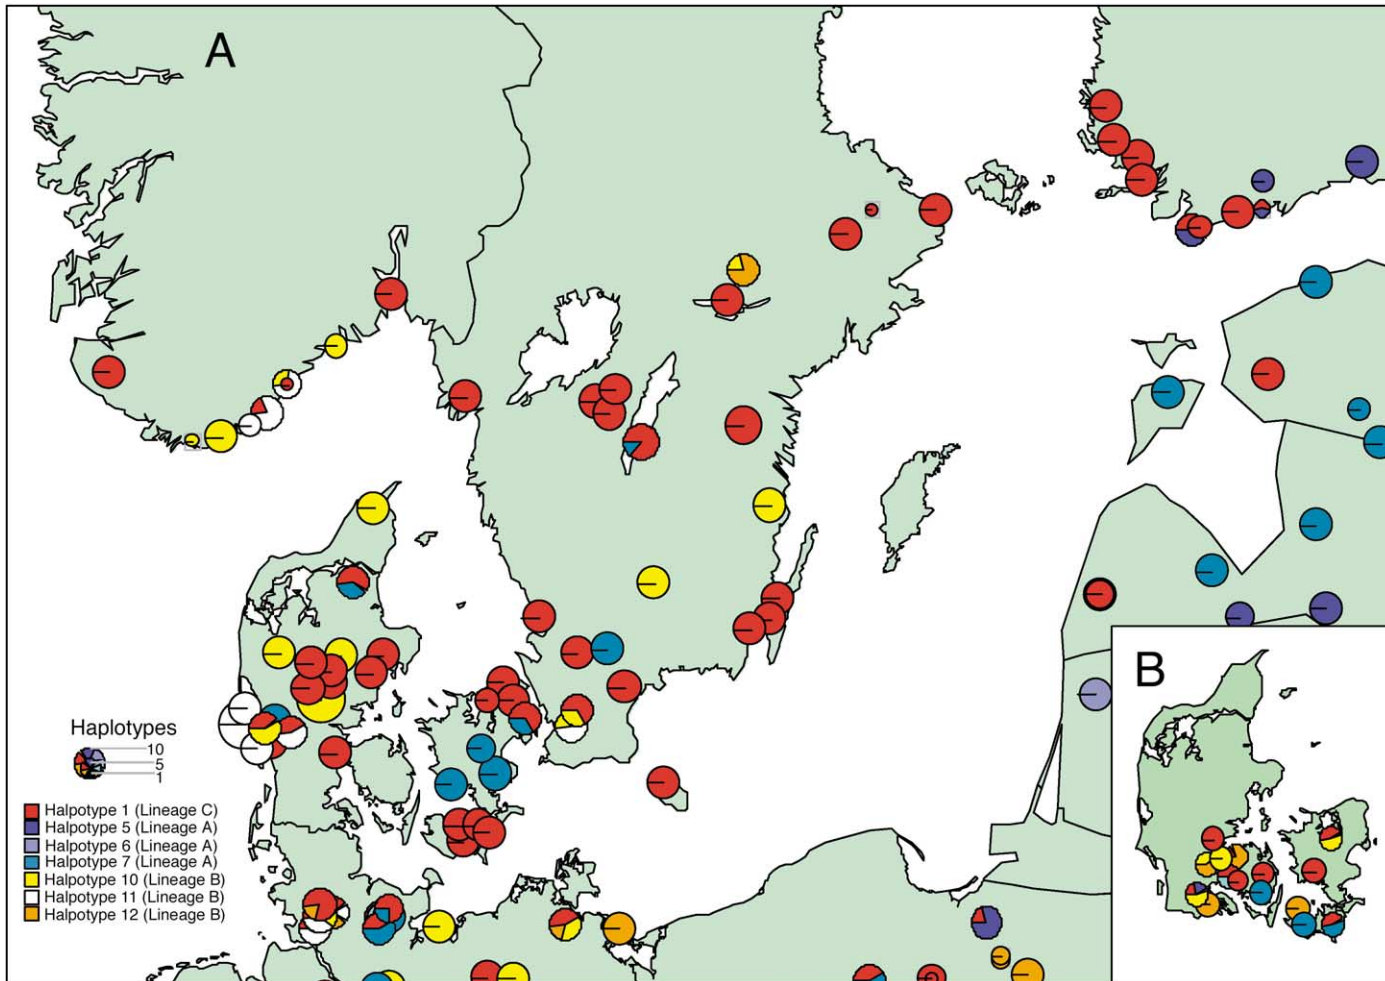 A
Haplotypes
10
5
1
Halpotype 1 (Lineage C)
Halpotype 5 (Lineage A)
Halpotype 6 (Lineage A)
Halpotype 7 (Lineage A)
Halpotype 10 (Lineage B)
Halpotype 11 (Lineage B)
Halpotype 12 (Lineage B)
B